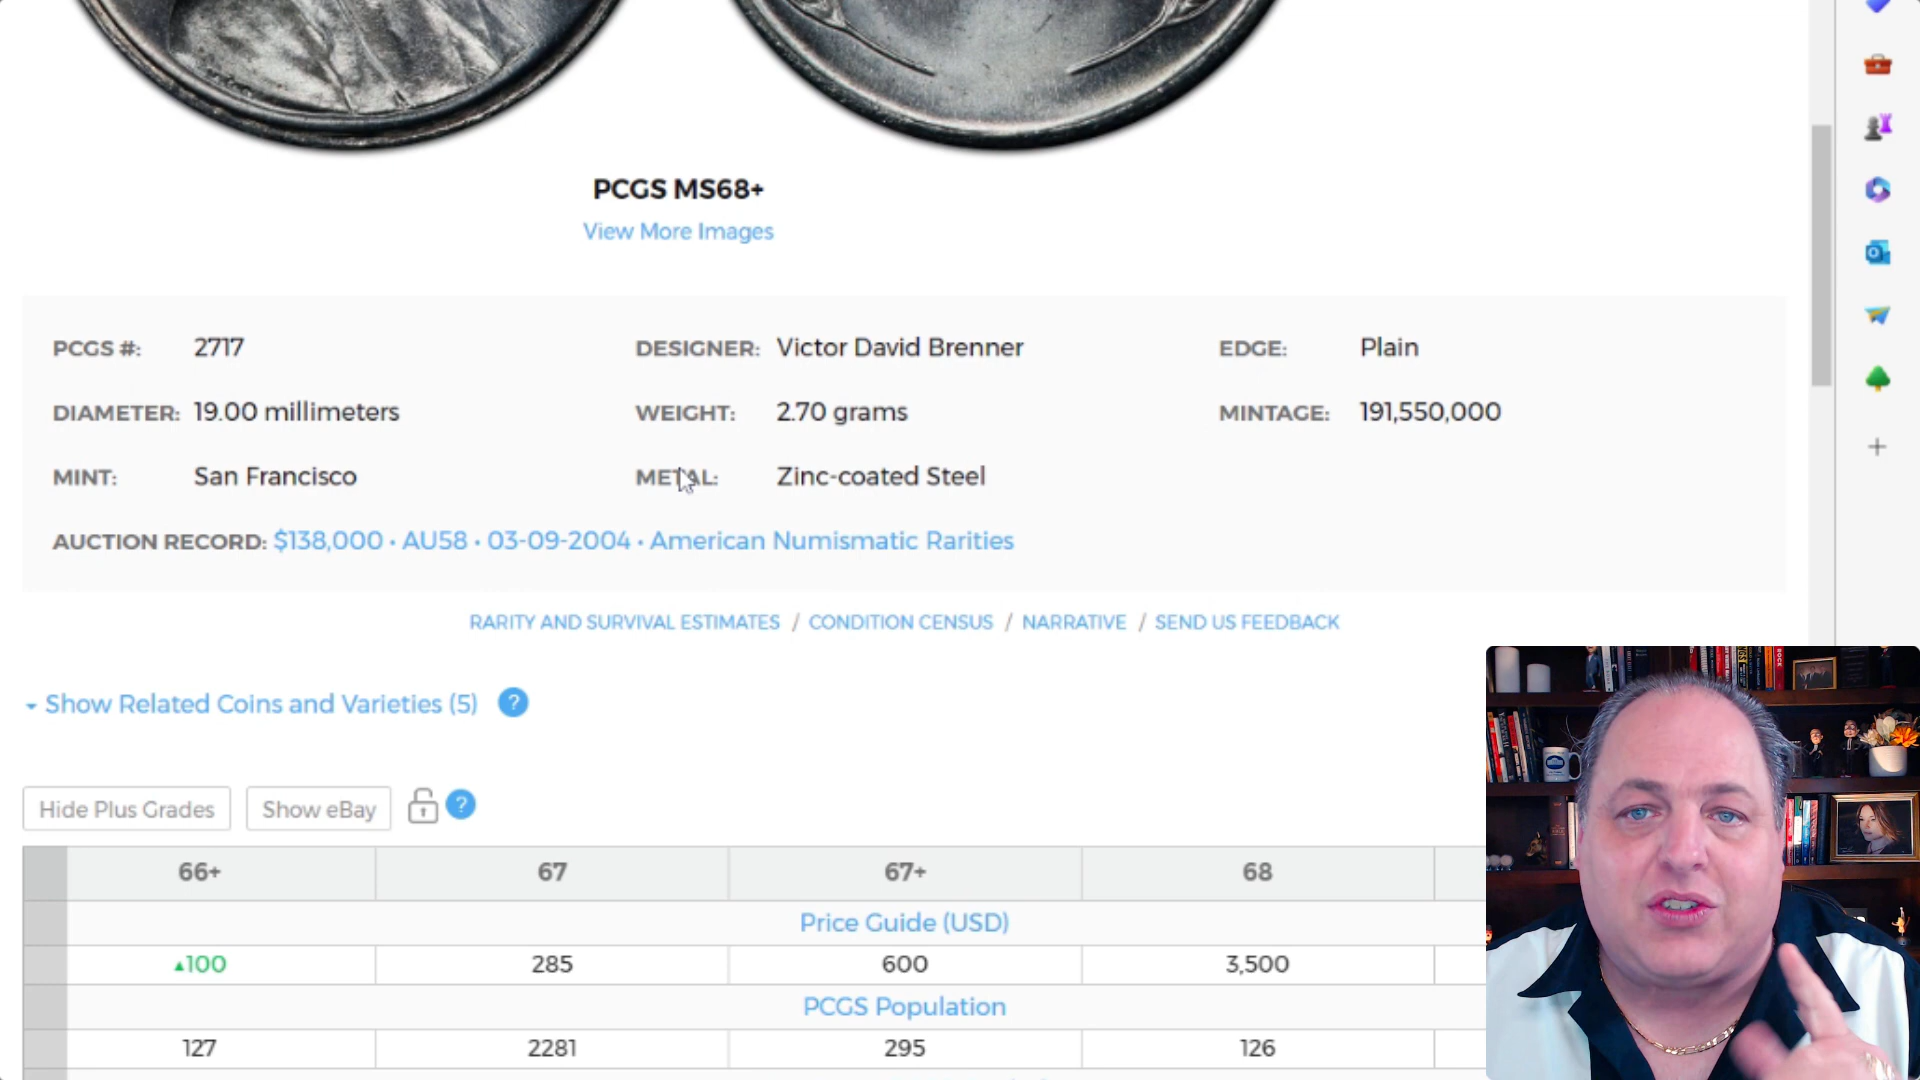 PCGS MS68+
View More Images
PCGS #: 2717 DESIGNER: Victor David Brenner EDGE: Plain
DIAMETER: 19.00 millimeters WEIGHT: 2.70 grams MINTAGE: 191,550,000
MINT: San Francisco METAL: Zinc-coated Steel
AUCTION RECORD: $138,000 • AU58 • 03-09-2004 • American Numismatic Rarities
RARITY AND SURVIVAL ESTIMATES / CONDITION CENSUS / NARRATIVE / SEND US FEEDBACK
Show Related Coins and Varieties (5) ?
Hide Plus Grades Show eBay ?
66+ 67 67+ 68
Price Guide (USD)
▲100 285 600 3,500
PCGS Population
127 2281 295 126